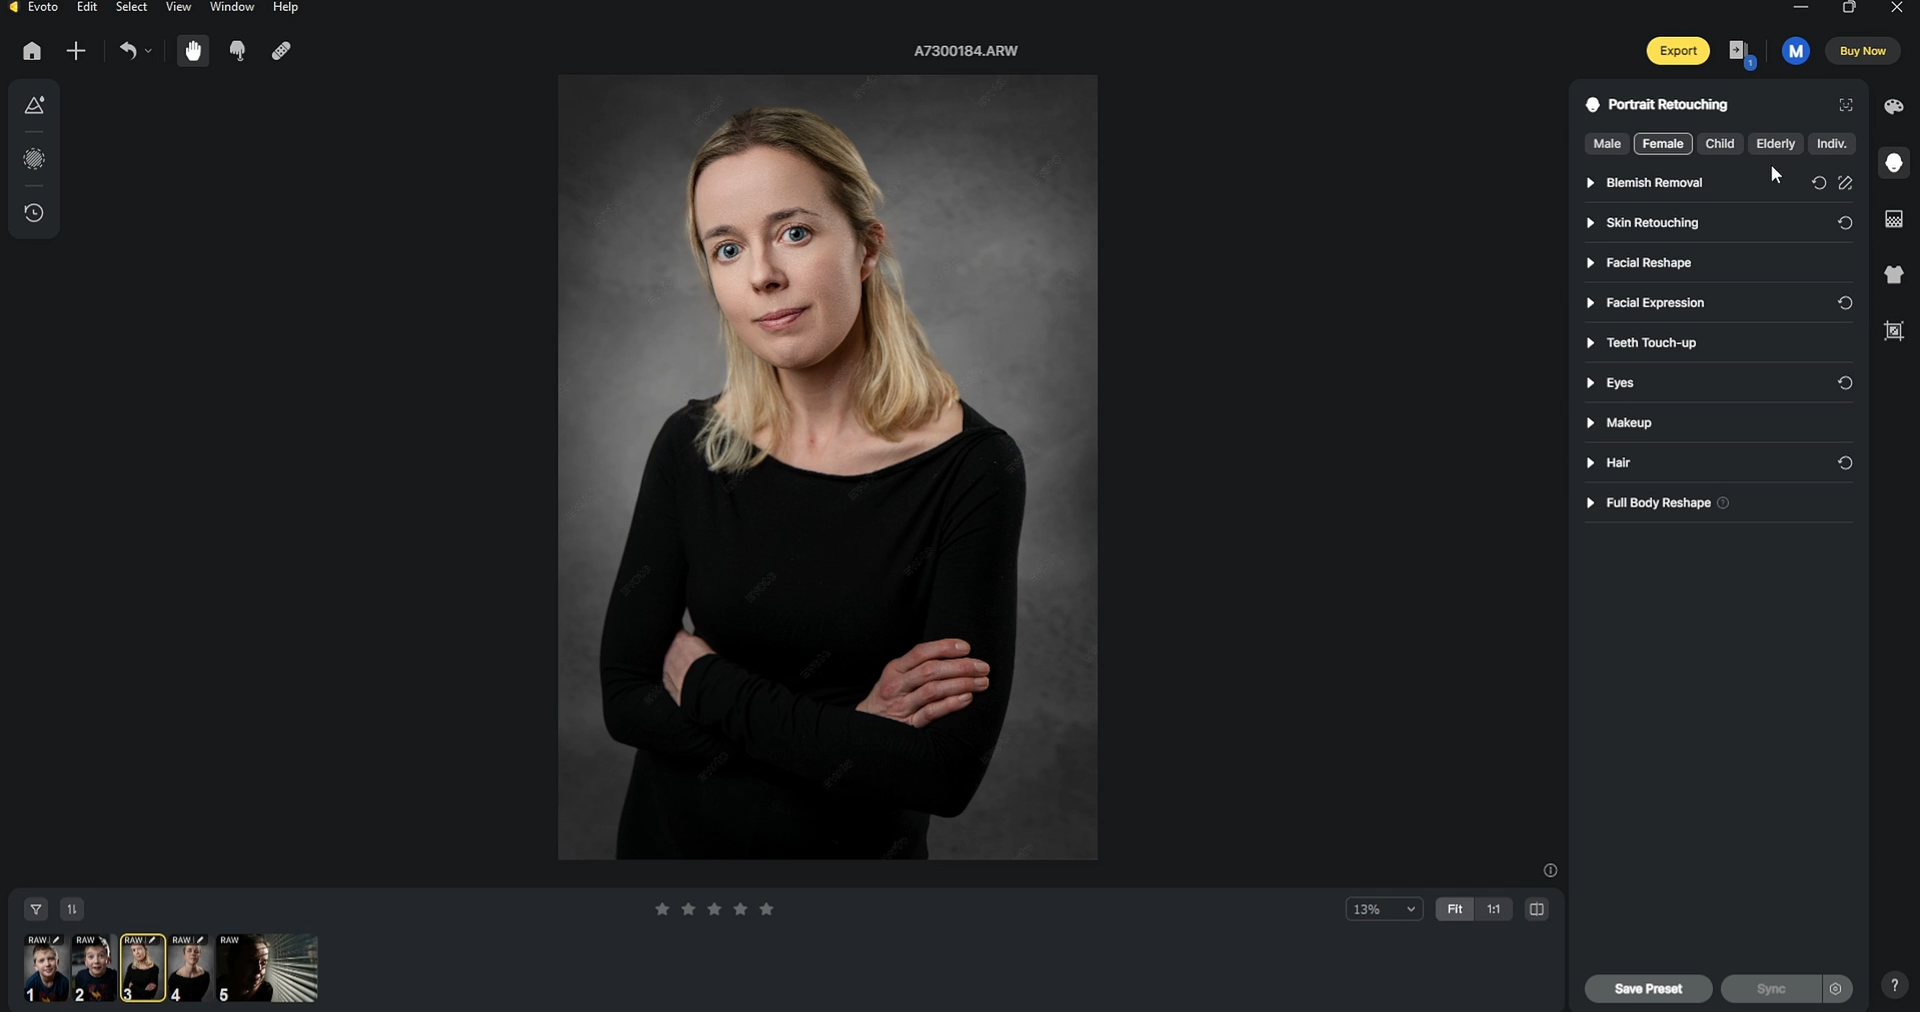 Evoto Edit Select View Window Help
A7300184.ARW
Export
1
M
Buy Now
Portrait Retouching
Male Female Child Elderly Indiv.
Blemish Removal
Skin Retouching
Facial Reshape
Facial Expression
Teeth Touch-up
Eyes
Makeup
Hair
Full Body Reshape ?
13% Fit 1:1
RAW RAW RAW RAW RAW
1 2 3 4 5
Save Preset Sync ?